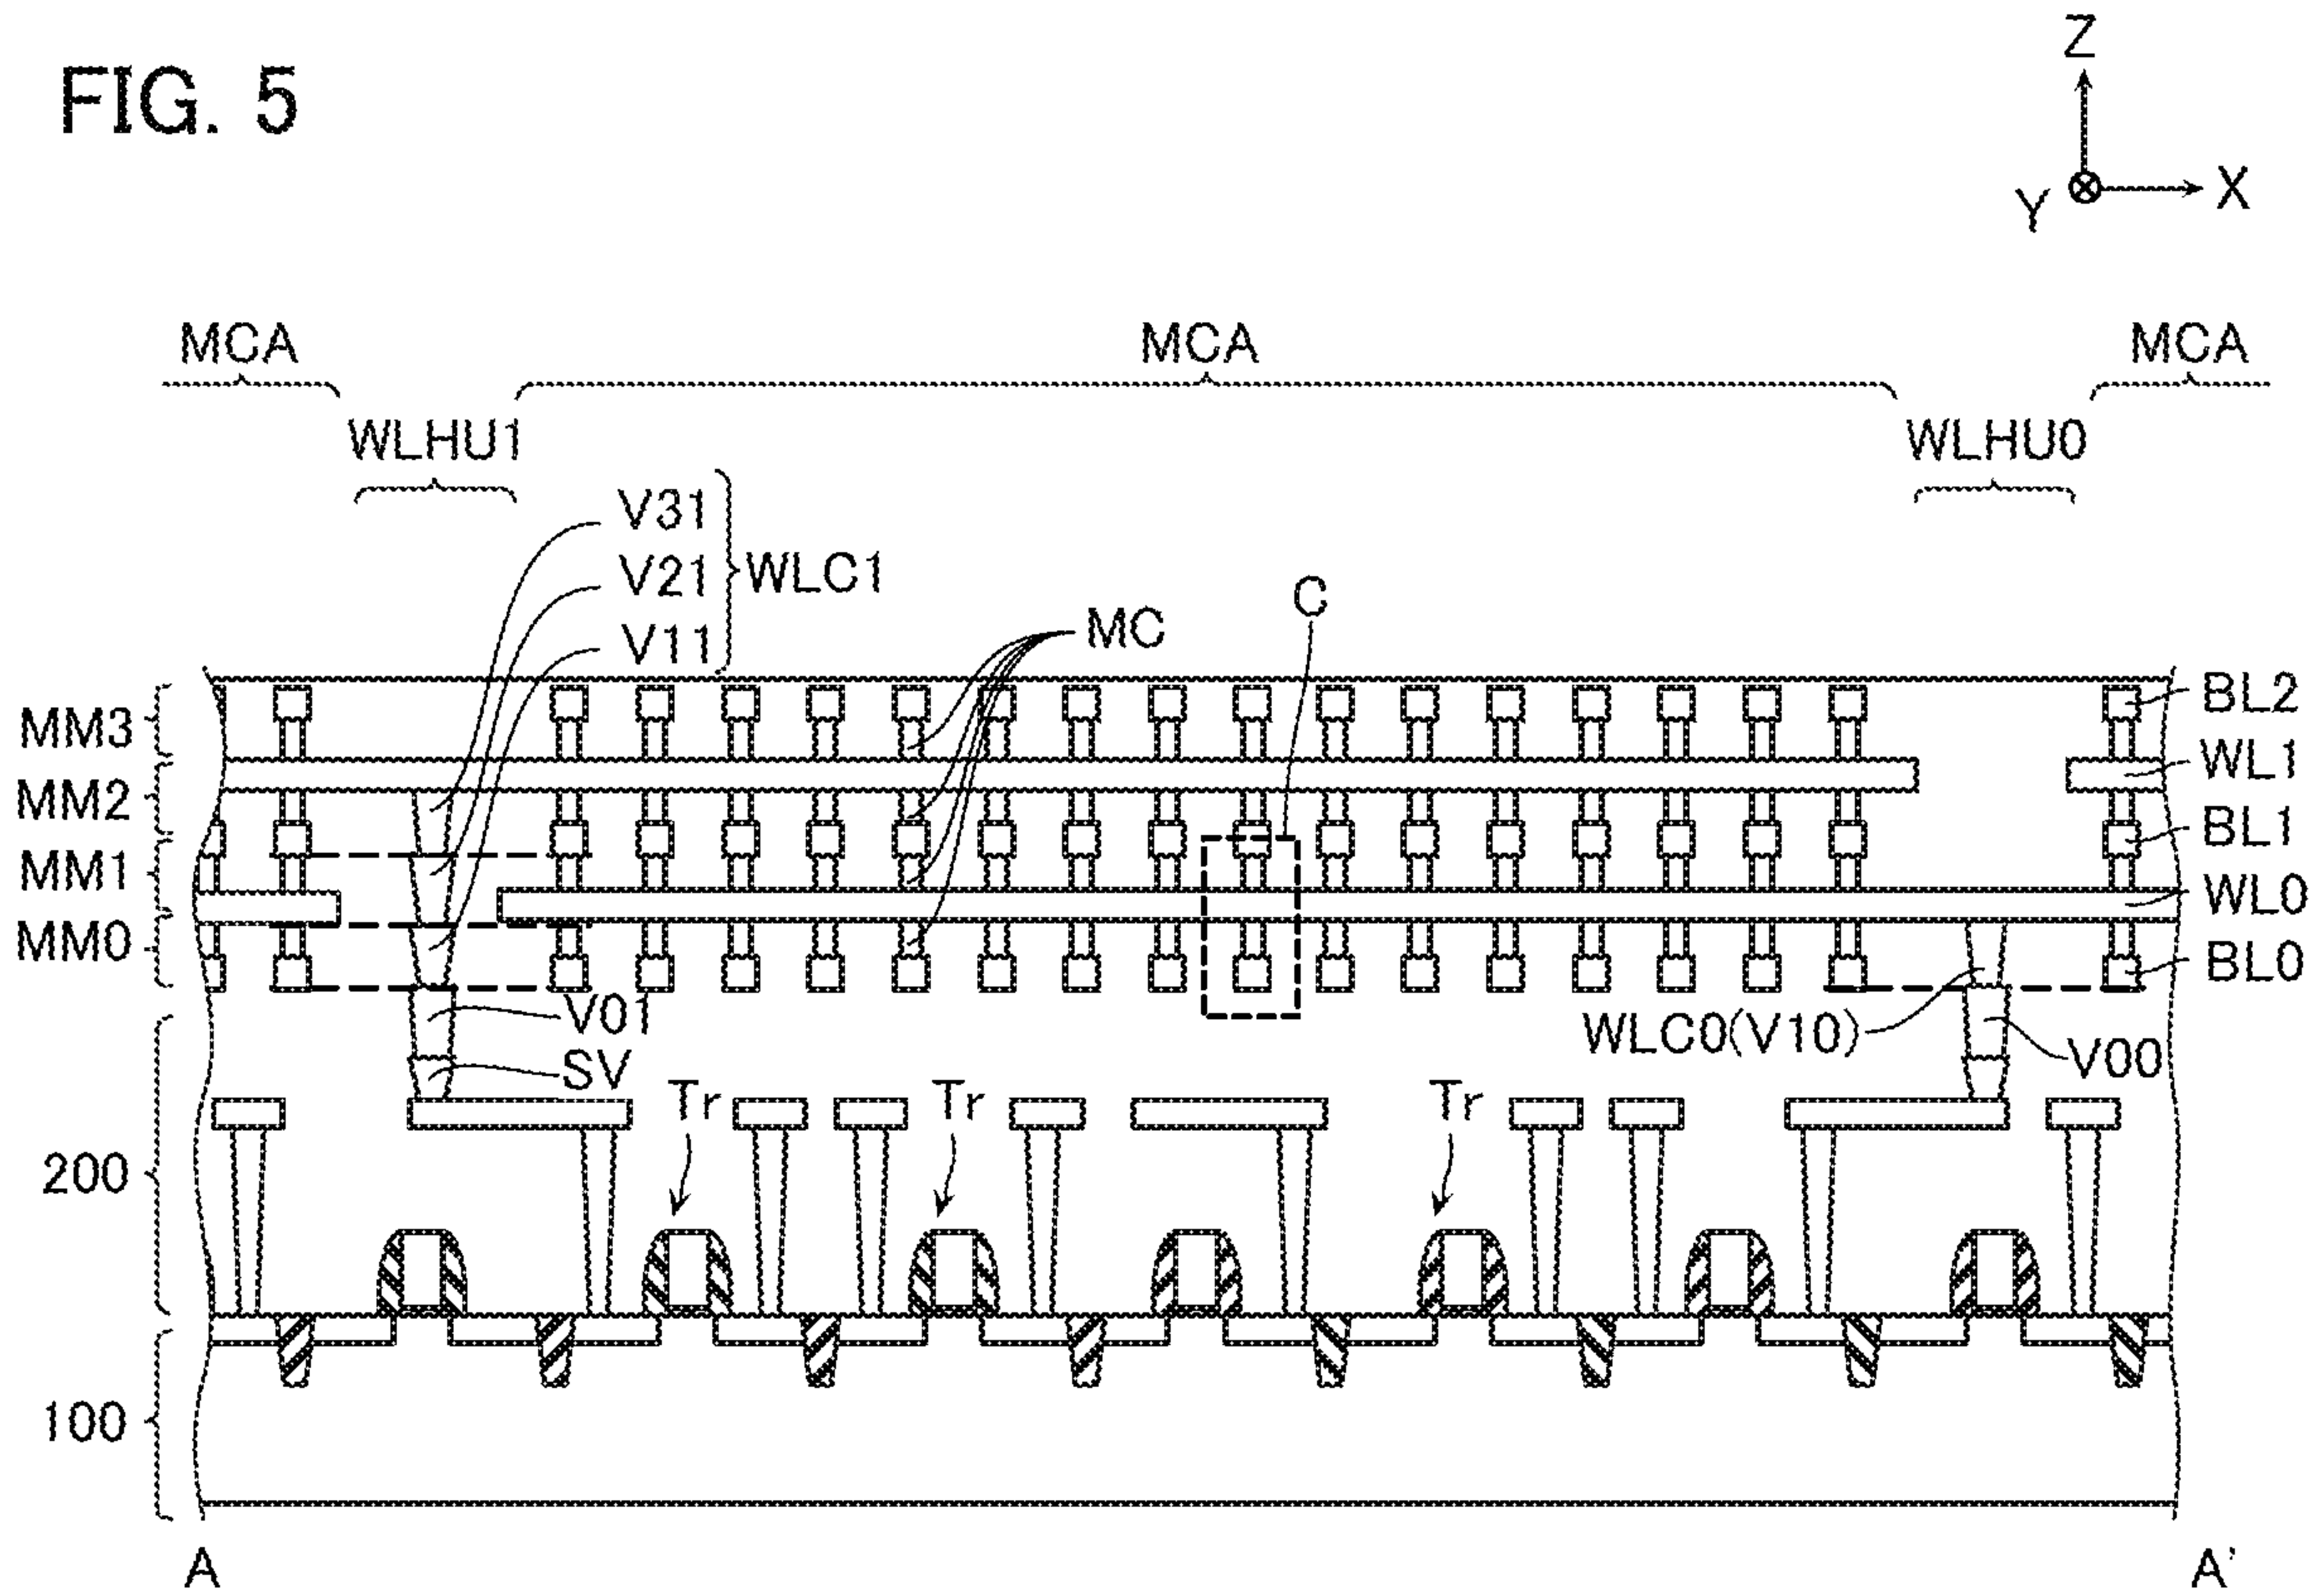 FIG. 5
Z
Y
X
MCA
MCA
MCA
WLHU1
WLHU0
V31
V21
V11
WLC1
MC
C
MM3
MM2
MM1
MM0
BL2
WL1
BL1
WL0
BL0
V01
SV
WLC0(V10)
V00
Tr
Tr
Tr
200
100
A
A'